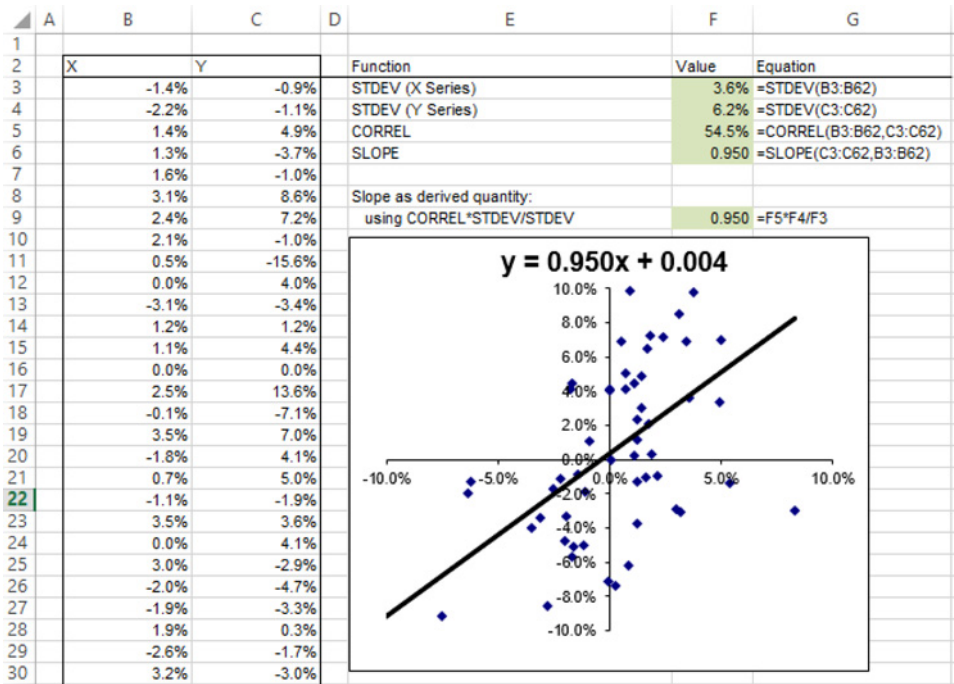 A B C D E F G
1
2 X Y Function Value Equation
3 -1.4% -0.9% STDEV (X Series) 3.6% =STDEV(B3:B62)
4 -2.2% -1.1% STDEV (Y Series) 6.2% =STDEV(C3:C62)
5 1.4% 4.9% CORREL 54.5% =CORREL(B3:B62,C3:C62)
6 1.3% -3.7% SLOPE 0.950 =SLOPE(C3:C62,B3:B62)
7 1.6% -1.0%
8 3.1% 8.6% Slope as derived quantity:
9 2.4% 7.2% using CORREL*STDEV/STDEV 0.950 =F5*F4/F3
10 2.1% -1.0%
11 0.5% -15.6%
12 0.0% 4.0%
13 -3.1% -3.4%
14 1.2% 1.2%
15 1.1% 4.4%
16 0.0% 0.0%
17 2.5% 13.6%
18 -0.1% -7.1%
19 3.5% 7.0%
20 -1.8% 4.1%
21 0.7% 5.0%
22 -1.1% -1.9%
23 3.5% 3.6%
24 0.0% 4.1%
25 3.0% -2.9%
26 -2.0% -4.7%
27 -1.9% -3.3%
28 1.9% 0.3%
29 -2.6% -1.7%
30 3.2% -3.0%
y = 0.950x + 0.004
10.0%
8.0%
6.0%
4.0%
2.0%
0.0%
-10.0% -5.0% 0.0% 5.0% 10.0%
-2.0%
-4.0%
-6.0%
-8.0%
-10.0%